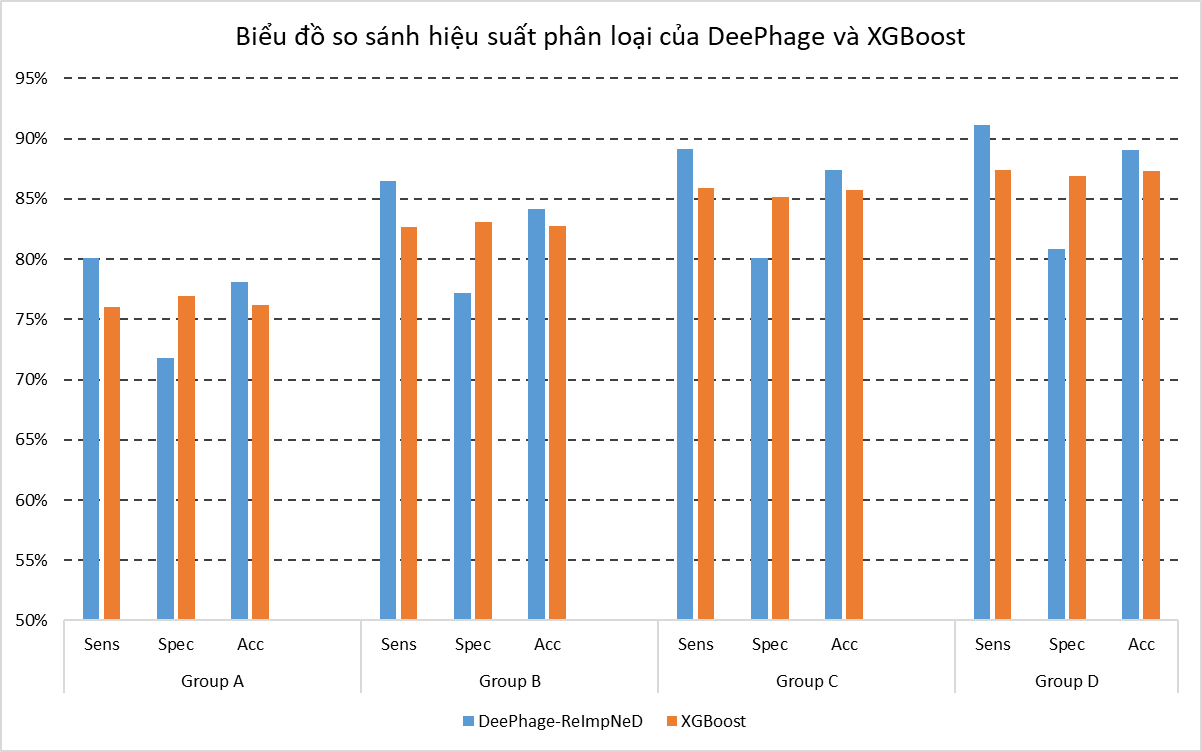 Biểu đồ so sánh hiệu suất phân loại của DeePhage và XGBoost
95%
90%
85%
80%
75%
70%
65%
60%
55%
50%
Sens Spec Acc Sens Spec Acc Sens Spec Acc Sens Spec Acc
Group A Group B Group C Group D
DeePhage-ReImpNeD XGBoost